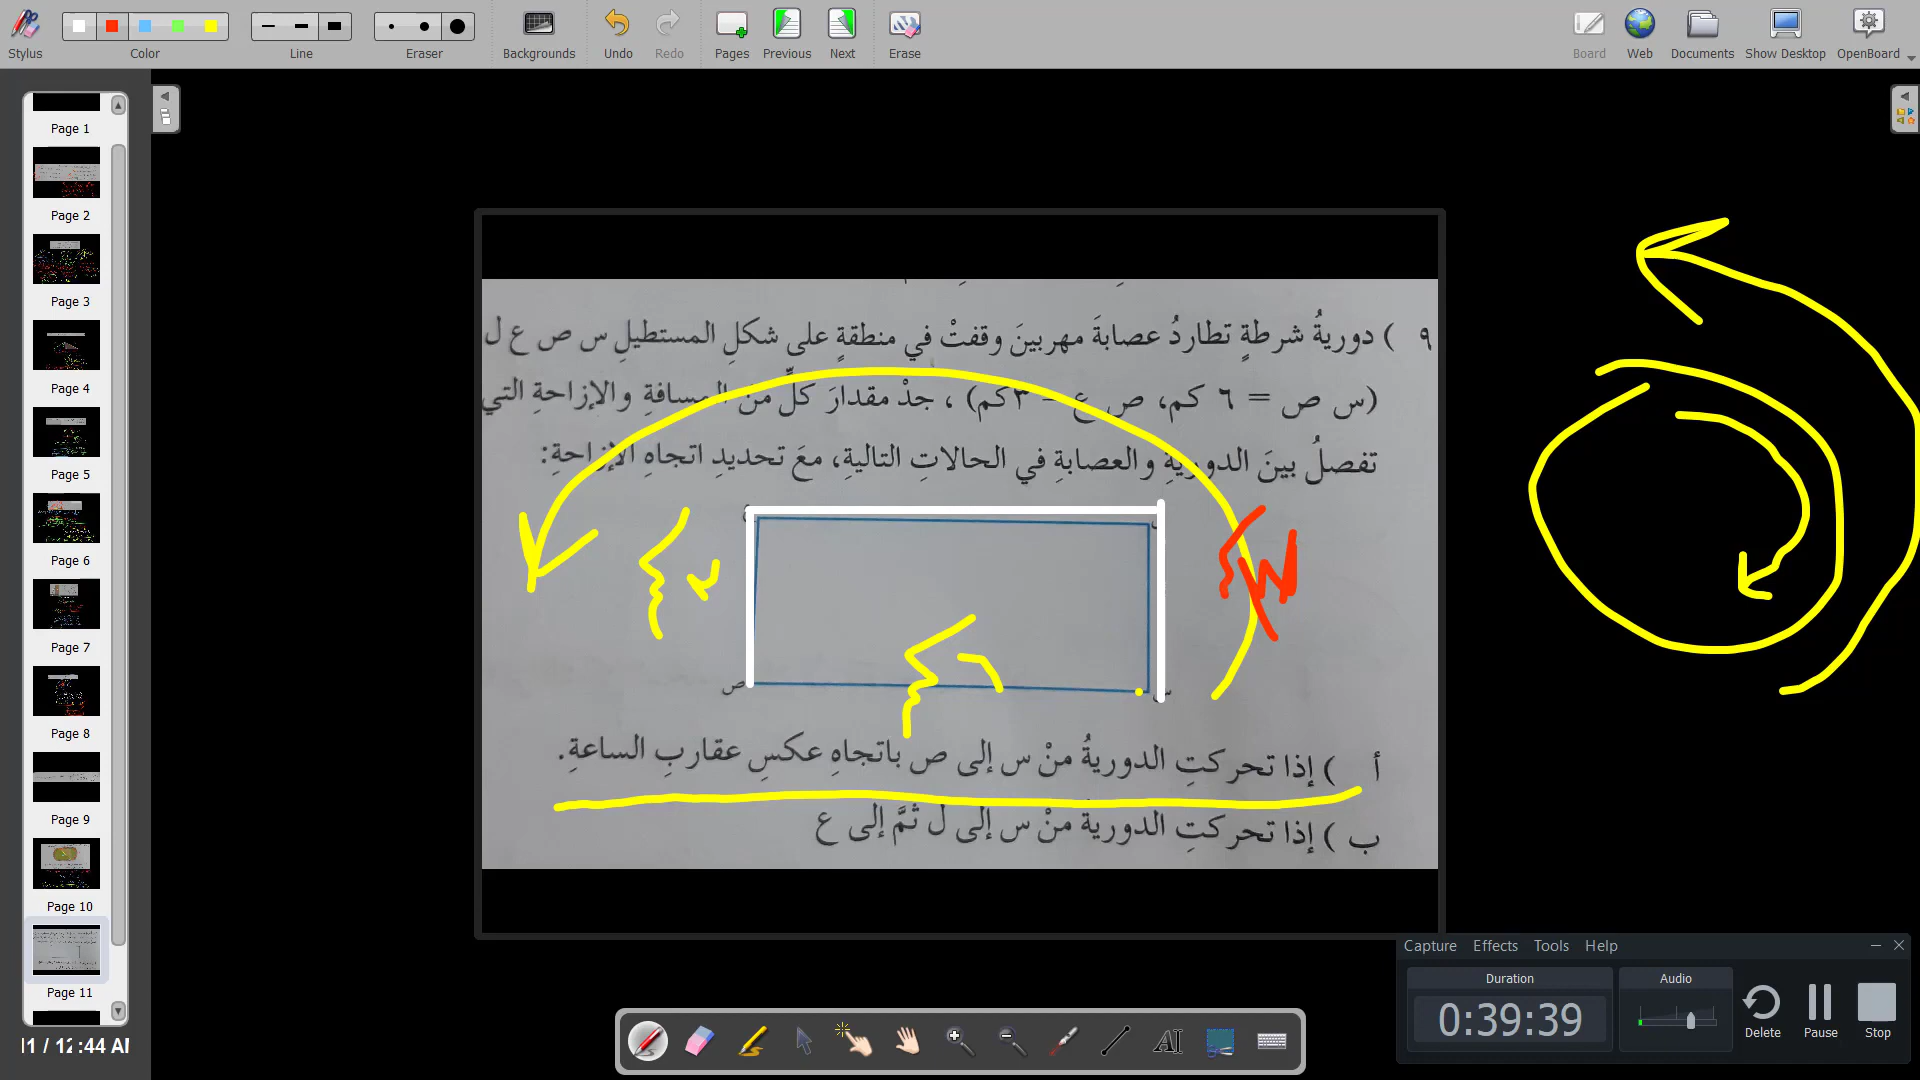 Stylus
Color
Line
Eraser
Backgrounds
Undo
Redo
Pages
Previous
Next
Erase
Board
Web
Documents
Show Desktop
OpenBoard
Page 1
Page 2
Page 3
Page 4
Page 5
Page 6
Page 7
Page 8
Page 9
Page 10
Page 11
٩ ) دوريةُ شرطةٍ تطاردُ عصابةَ مهربينَ وقفتْ في منطقةٍ على شكلِ المستطيلِ س ص ع ل
(س ص = ٦ كم، ص ع = ٣كم) ، جدْ مقدارَ كلٍّ منَ المسافةِ والإزاحةِ التي
تفصلُ بينَ الدوريةِ والعصابةِ في الحالاتِ التاليةِ، معَ تحديدِ اتجاهِ الإزاحةِ:
ص
أ ) إذا تحركتِ الدوريةُ منْ س إلى ص باتجاهِ عكسِ عقاربِ الساعةِ.
ب ) إذا تحركتِ الدوريةُ منْ س إلى ل ثمَّ إلى ع
Capture Effects Tools Help
Duration
Audio
0:39:39
Delete
Pause
Stop